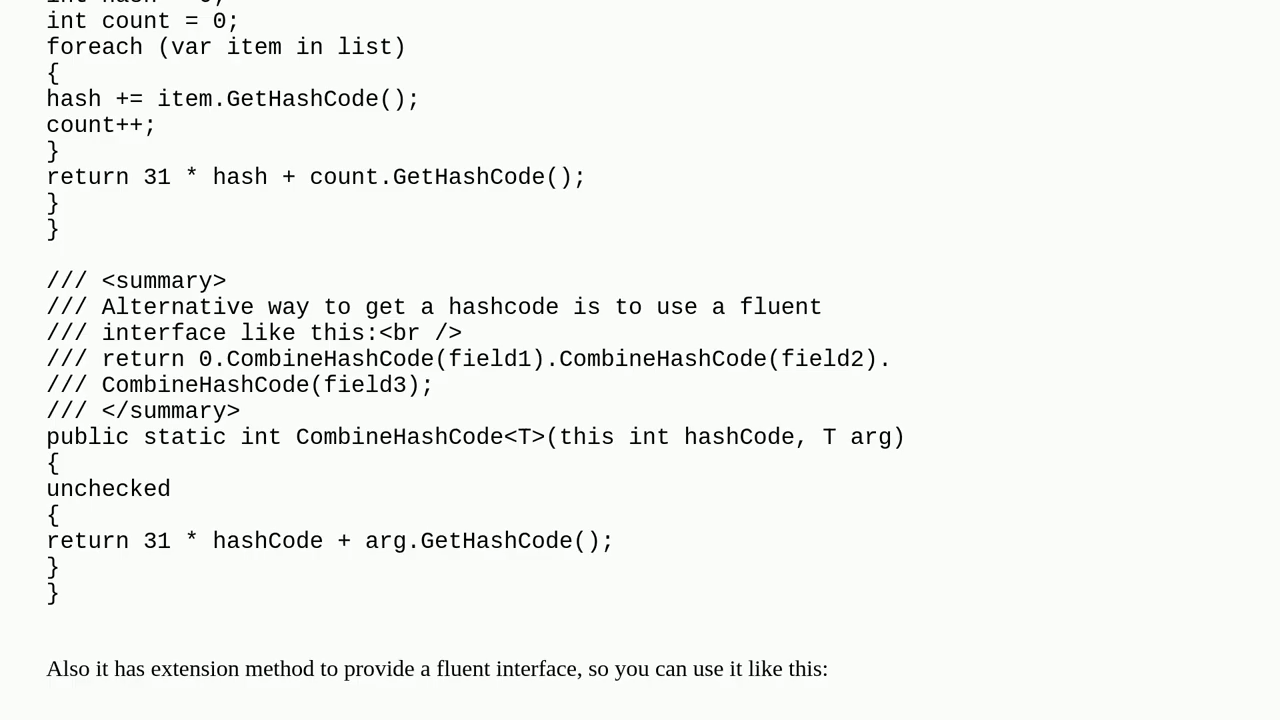 int hash = 0;
int count = 0;
foreach (var item in list)
{
hash += item.GetHashCode();
count++;
}
return 31 * hash + count.GetHashCode();
}
}
/// <summary>
/// Alternative way to get a hashcode is to use a fluent
/// interface like this:<br />
/// return 0.CombineHashCode(field1).CombineHashCode(field2).
/// CombineHashCode(field3);
/// </summary>
public static int CombineHashCode<T>(this int hashCode, T arg)
{
unchecked
{
return 31 * hashCode + arg.GetHashCode();
}
}
Also it has extension method to provide a fluent interface, so you can use it like this: